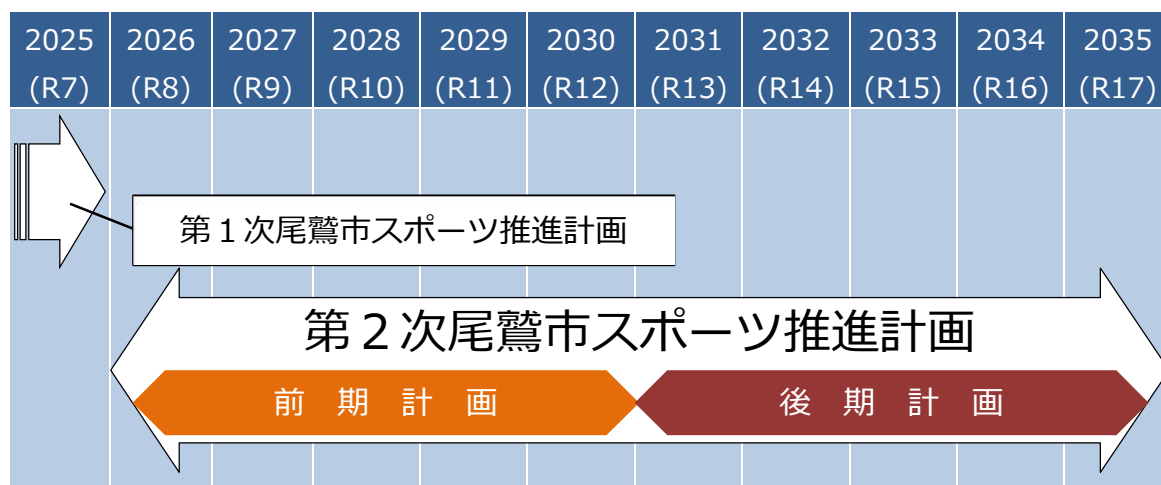 2025 2026 2027 2028 2029 2030 2031 2032 2033 2034 2035
(R7) (R8) (R9) (R10) (R11) (R12) (R13) (R14) (R15) (R16) (R17)
第1次尾鷲市スポーツ推進計画
第2次尾鷲市スポーツ推進計画
前 期 計 画 後 期 計 画